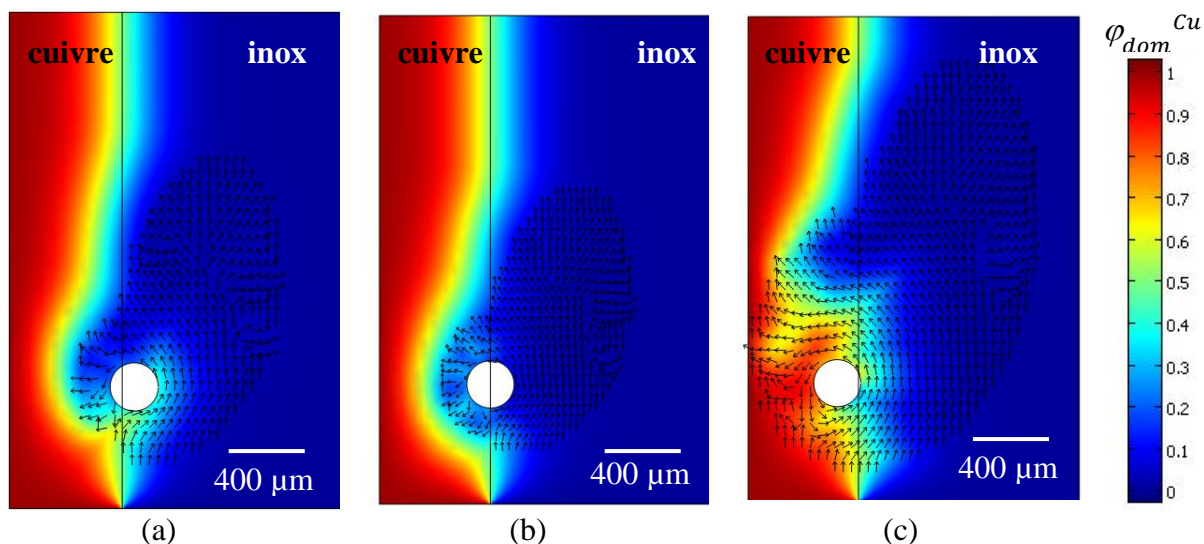 cuivre inox
400 µm
(a)
cuivre inox
400 µm
(b)
cuivre inox
400 µm
(c)
φ_dom^Cu
1
0.9
0.8
0.7
0.6
0.5
0.4
0.3
0.2
0.1
0